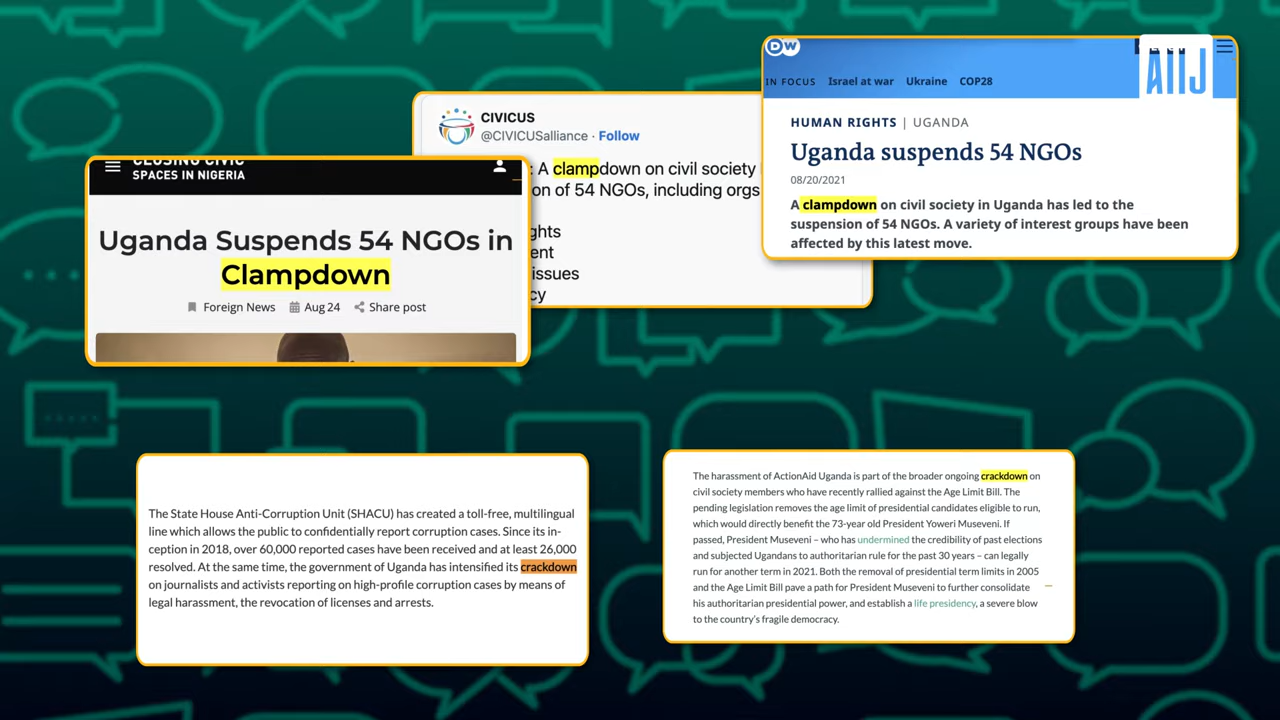 CLOSING CIVIC
SPACES IN NIGERIA
Uganda Suspends 54 NGOs in
Clampdown
Foreign News Aug 24 Share post
CIVICUS
@CIVICUSalliance · Follow
: A clampdown on civil society
on of 54 NGOs, including orgs
ghts
ent
issues
cy
DW
IN FOCUS Israel at war Ukraine COP28
AIIJ
HUMAN RIGHTS | UGANDA
Uganda suspends 54 NGOs
08/20/2021
A clampdown on civil society in Uganda has led to the
suspension of 54 NGOs. A variety of interest groups have been
affected by this latest move.
The State House Anti-Corruption Unit (SHACU) has created a toll-free, multilingual
line which allows the public to confidentially report corruption cases. Since its in-
ception in 2018, over 60,000 reported cases have been received and at least 26,000
resolved. At the same time, the government of Uganda has intensified its crackdown
on journalists and activists reporting on high-profile corruption cases by means of
legal harassment, the revocation of licenses and arrests.
The harassment of ActionAid Uganda is part of the broader ongoing crackdown on
civil society members who have recently rallied against the Age Limit Bill. The
pending legislation removes the age limit of presidential candidates eligible to run,
which would directly benefit the 73-year old President Yoweri Museveni. If
passed, President Museveni – who has undermined the credibility of past elections
and subjected Ugandans to authoritarian rule for the past 30 years – can legally
run for another term in 2021. Both the removal of presidential term limits in 2005
and the Age Limit Bill pave a path for President Museveni to further consolidate
his authoritarian presidential power, and establish a life presidency, a severe blow
to the country's fragile democracy.